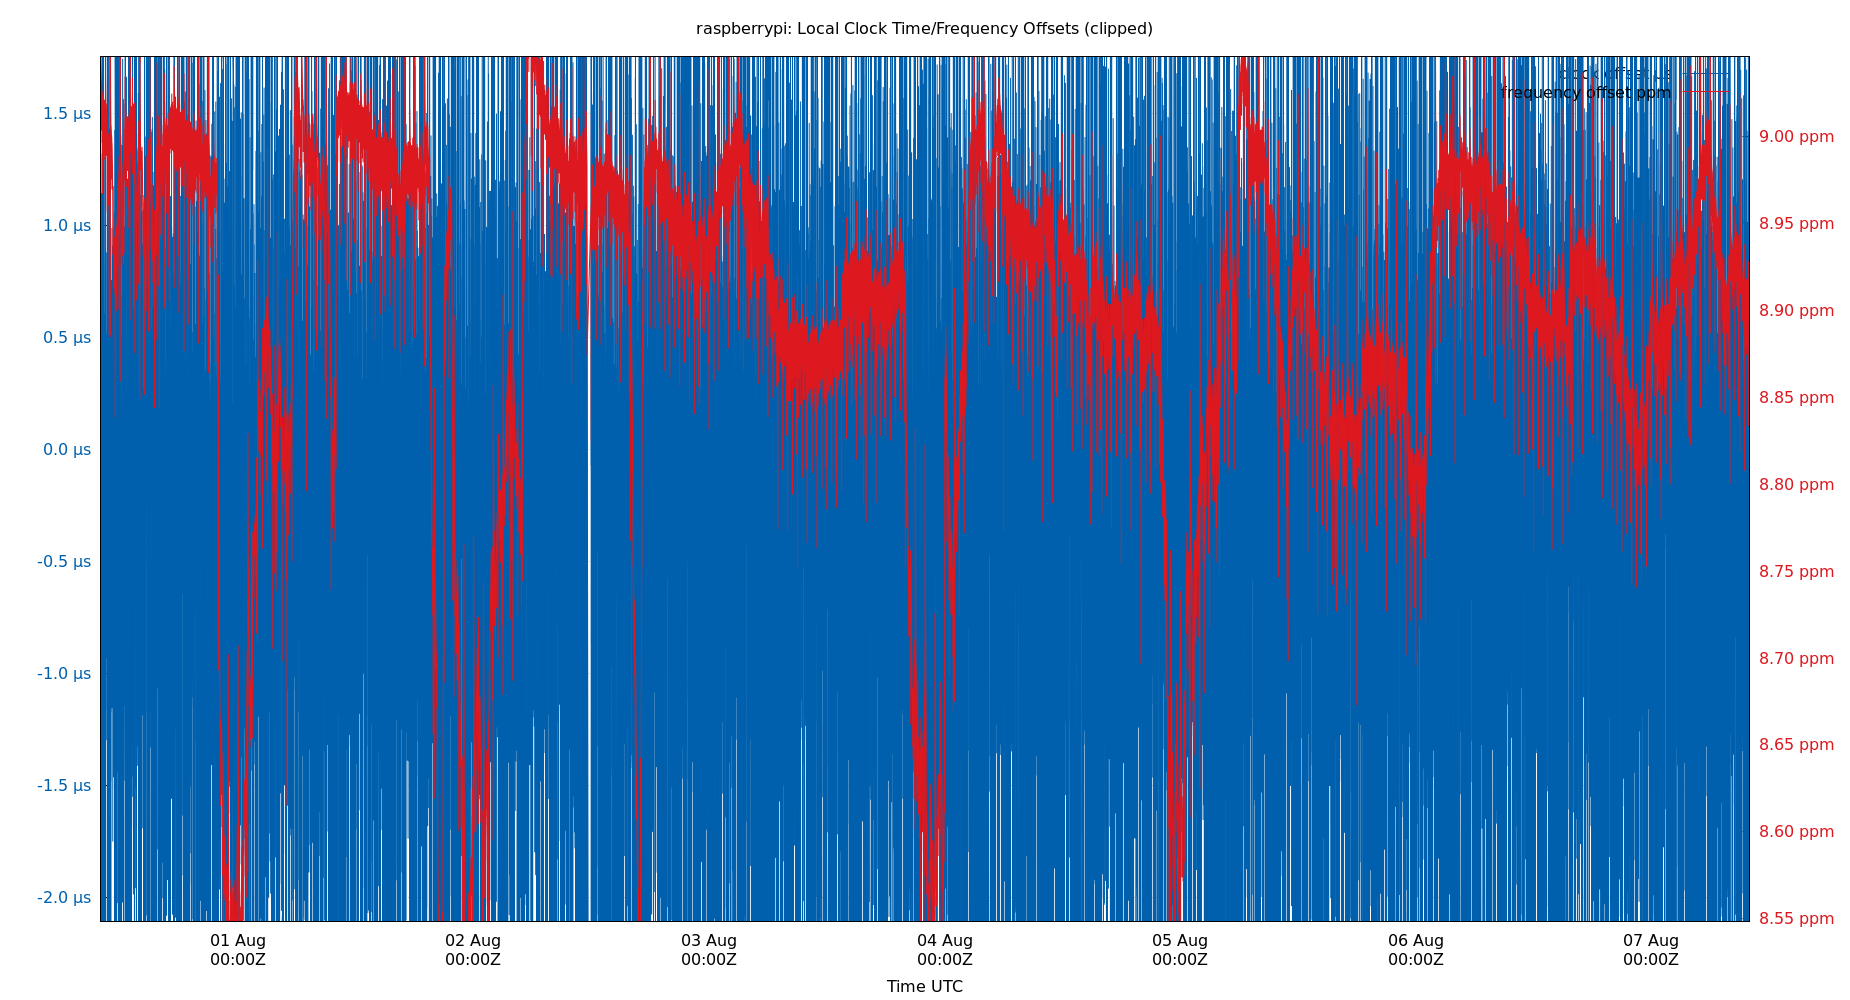 raspberrypi: Local Clock Time/Frequency Offsets (clipped)
clock offset µs
frequency offset ppm
1.5 µs
1.0 µs
0.5 µs
0.0 µs
-0.5 µs
-1.0 µs
-1.5 µs
-2.0 µs
9.00 ppm
8.95 ppm
8.90 ppm
8.85 ppm
8.80 ppm
8.75 ppm
8.70 ppm
8.65 ppm
8.60 ppm
8.55 ppm
01 Aug 02 Aug 03 Aug 04 Aug 05 Aug 06 Aug 07 Aug
00:00Z 00:00Z 00:00Z 00:00Z 00:00Z 00:00Z 00:00Z
Time UTC